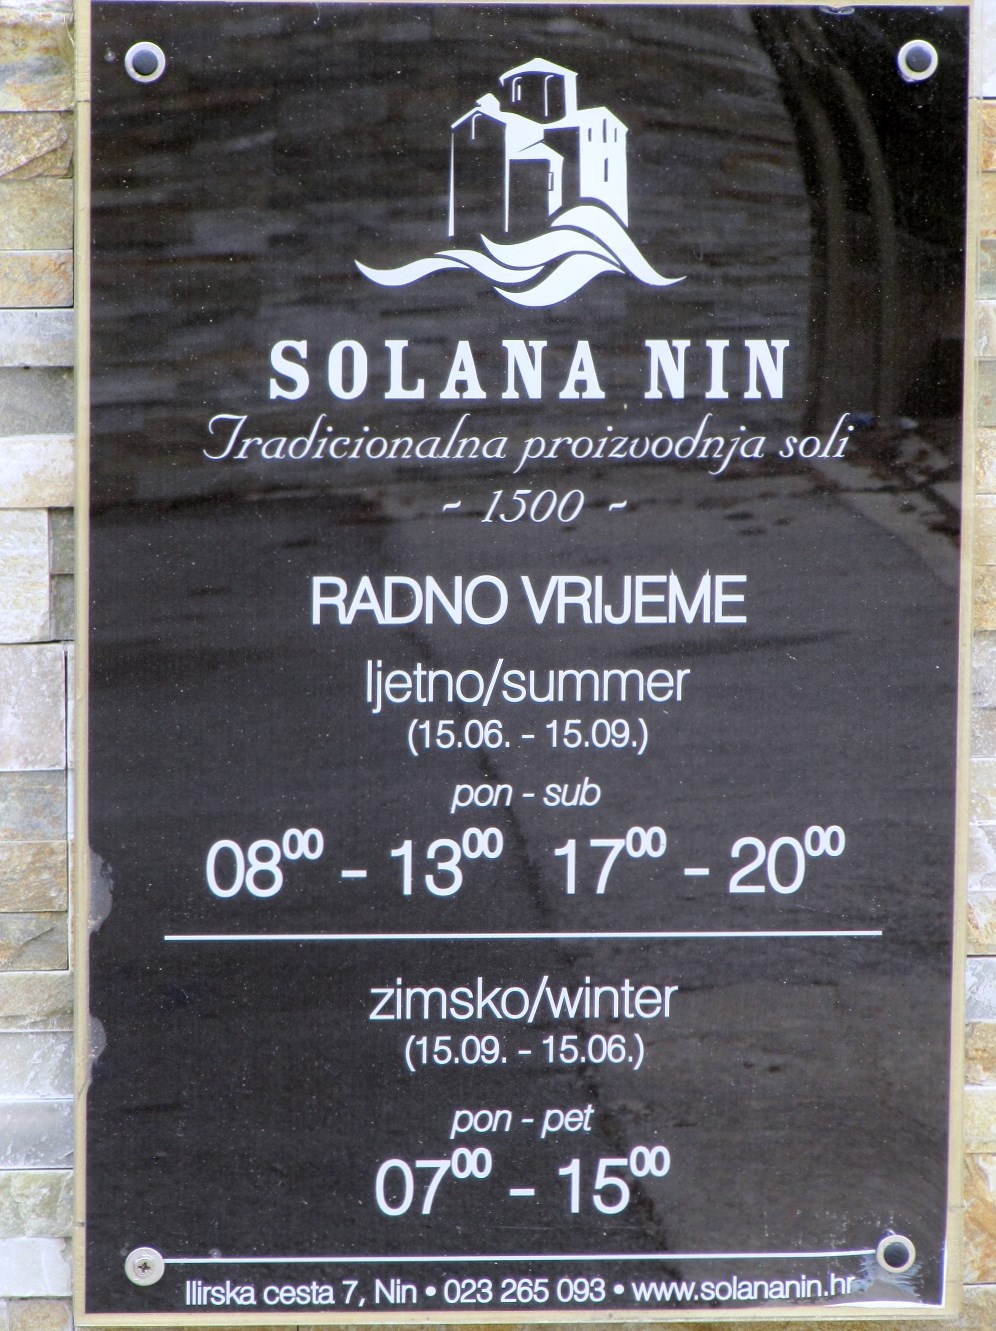 SOLANA NIN
Tradicionalna proizvodnja soli
~ 1500 ~
RADNO VRIJEME
ljetno/summer
(15.06. - 15.09.)
pon - sub
08⁰⁰ - 13⁰⁰ 17⁰⁰ - 20⁰⁰
zimsko/winter
(15.09. - 15.06.)
pon - pet
07⁰⁰ - 15⁰⁰
Ilirska cesta 7, Nin • 023 265 093 • www.solananin.hr